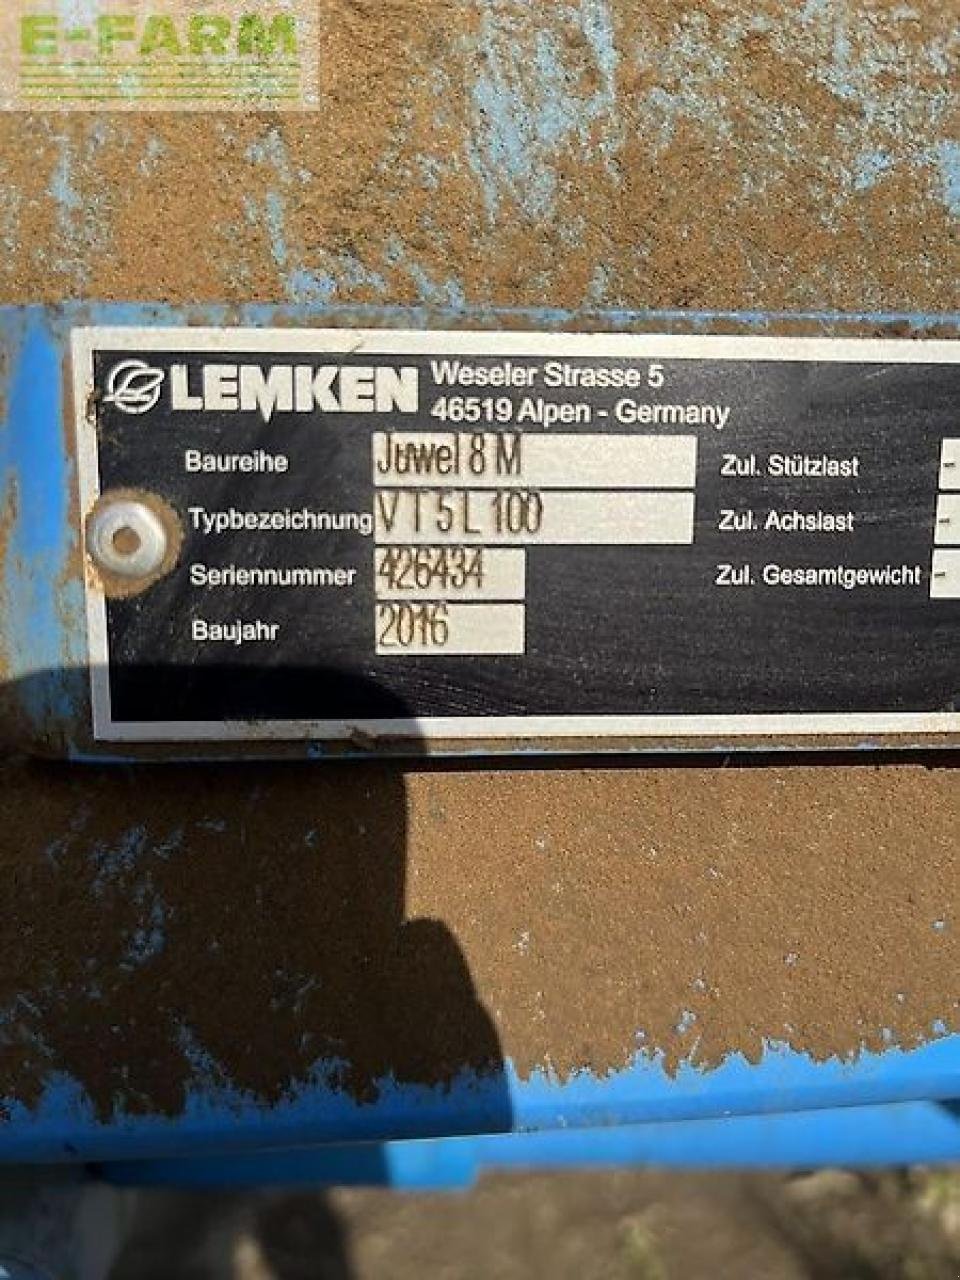 E-FARM
LEMKEN
Weseler Strasse 5
46519 Alpen - Germany
Baureihe Juwel 8 M Zul. Stützlast -
Typbezeichnung V T 5 L 100 Zul. Achslast -
Seriennummer 426434 Zul. Gesamtgewicht -
Baujahr 2016